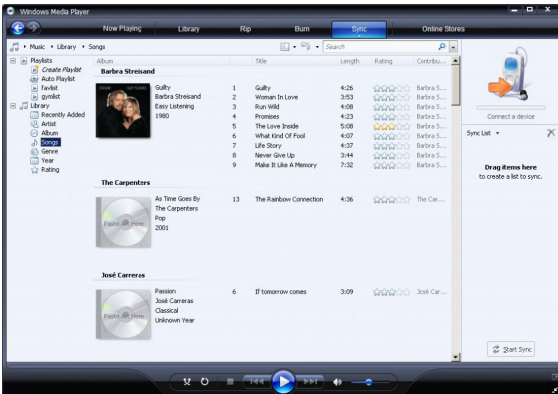 Windows Media Player
Now Playing Library Rip Burn Sync Online Stores
Music Library Songs
Search
Playlists
Create Playlist
Auto Playlist
favlist
gymlist
Library
Recently Added
Artist
Album
Songs
Genre
Year
Rating
Album Title Length Rating Contribu...
Barbra Streisand
Guilty
Barbra Streisand
Easy Listening
1980
1 Guilty 4:26 Barbra S...
2 Woman In Love 3:53 Barbra S...
3 Run Wild 4:08 Barbra S...
4 Promises 4:23 Barbra S...
5 The Love Inside 5:08 Barbra S...
6 What Kind Of Fool 4:07 Barbra S...
7 Life Story 4:37 Barbra S...
8 Never Give Up 3:44 Barbra S...
9 Make It Like A Memory 7:32 Barbra S...
The Carpenters
Paste Art Here
As Time Goes By
The Carpenters
Pop
2001
13 The Rainbow Connection 4:36 The Car...
José Carreras
Paste Art Here
Passion
José Carreras
Classical
Unknown Year
6 If tomorrow comes 3:09 José Car...
Connect a device
Sync List
Drag items here
to create a list to sync.
Start Sync